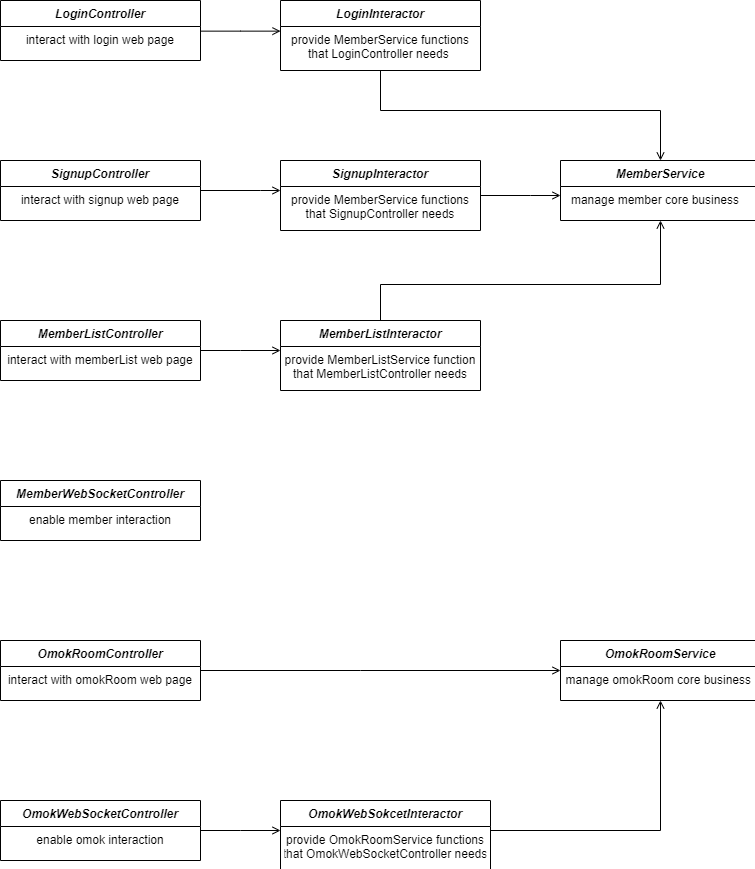 LoginController
interact with login web page
LoginInteractor
provide MemberService functions
that LoginController needs
SignupController
interact with signup web page
SignupInteractor
provide MemberService functions
that SignupController needs
MemberService
manage member core business
MemberListController
interact with memberList web page
MemberListInteractor
provide MemberListService function
that MemberListController needs
MemberWebSocketController
enable member interaction
OmokRoomController
interact with omokRoom web page
OmokRoomService
manage omokRoom core business
OmokWebSocketController
enable omok interaction
OmokWebSokcetInteractor
provide OmokRoomService functions
that OmokWebSocketController needs